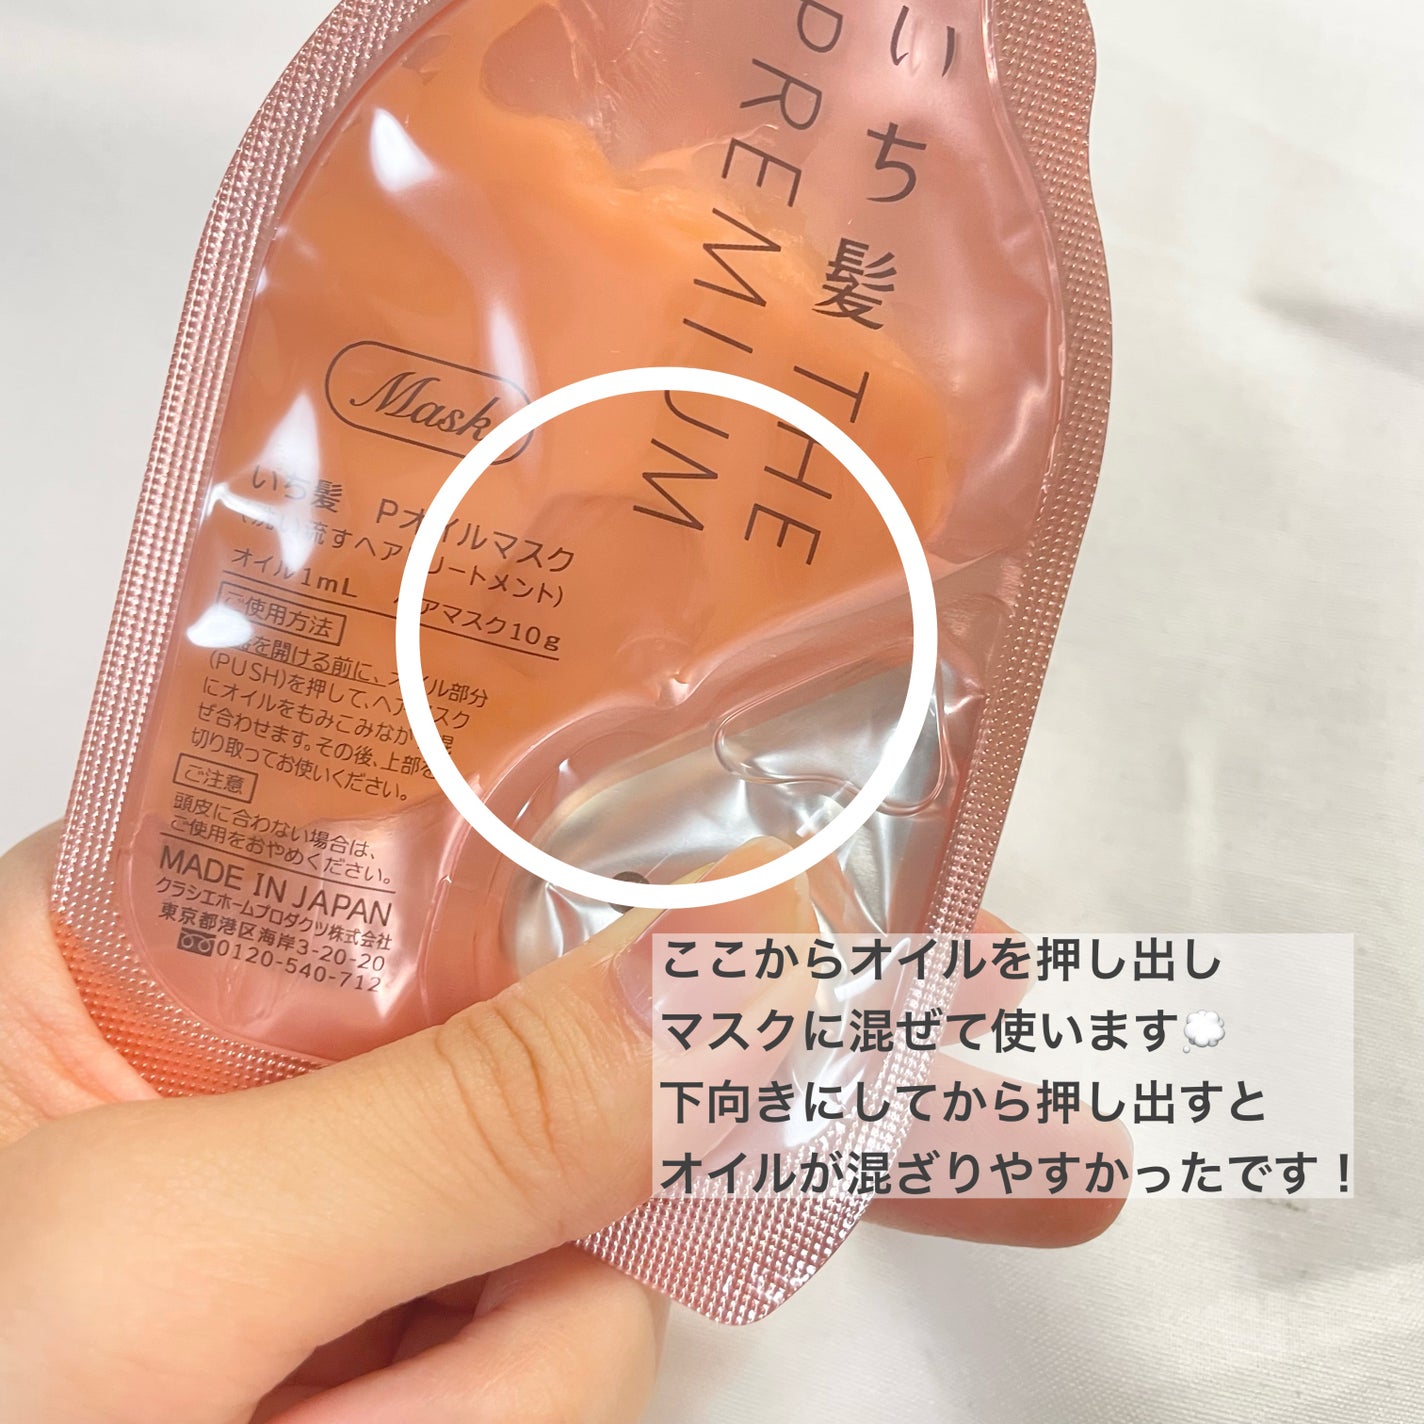 いち髪
THE
PREMIUM
Mask
いち髪 Pオイルマスク
(洗い流すヘアトリートメント)
オイル1mL ヘアマスク10g
ご使用方法
を開ける前に、オイル部分
(PUSH)を押して、ヘアマスク
にオイルをもみこみながら混
ぜ合わせます。その後、上部を
切り取ってお使いください。
ご注意
頭皮に合わない場合は、
ご使用をおやめください。
MADE IN JAPAN
クラシエホームプロダクツ株式会社
東京都港区海岸3-20-20
0120-540-712
ここからオイルを押し出し
マスクに混ぜて使います💭
下向きにしてから押し出すと
オイルが混ざりやすかったです！